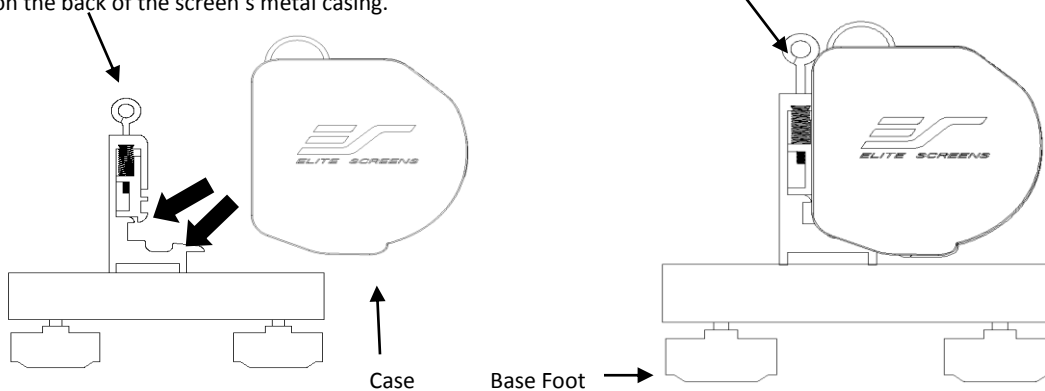 on the back of the screen's metal casing.
ELITE SCREENS
ELITE SCREENS
Case
Base Foot